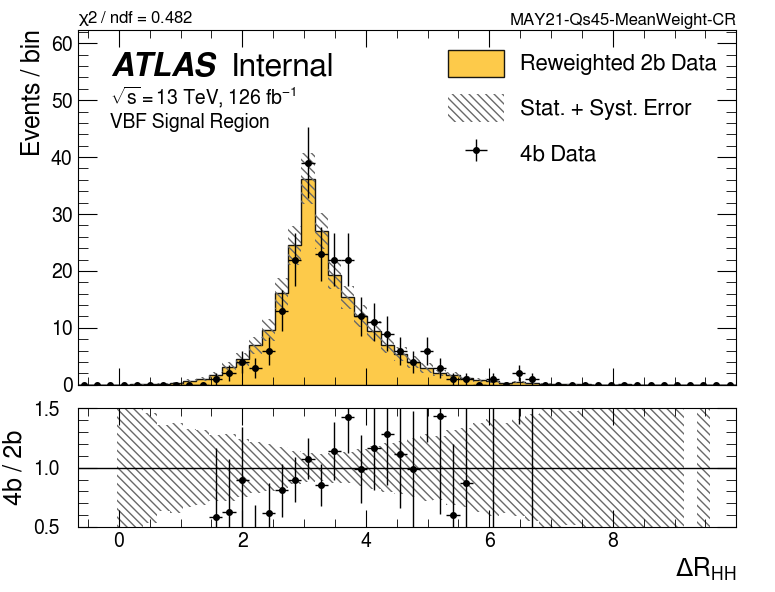 χ² / ndf = 0.482
MAY21-Qs45-MeanWeight-CR
Events / bin
60
50
40
30
20
10
0
ATLAS Internal
√s = 13 TeV, 126 fb⁻¹
VBF Signal Region
Reweighted 2b Data
Stat. + Syst. Error
4b Data
4b / 2b
1.5
1.0
0.5
0 2 4 6 8
ΔR_HH